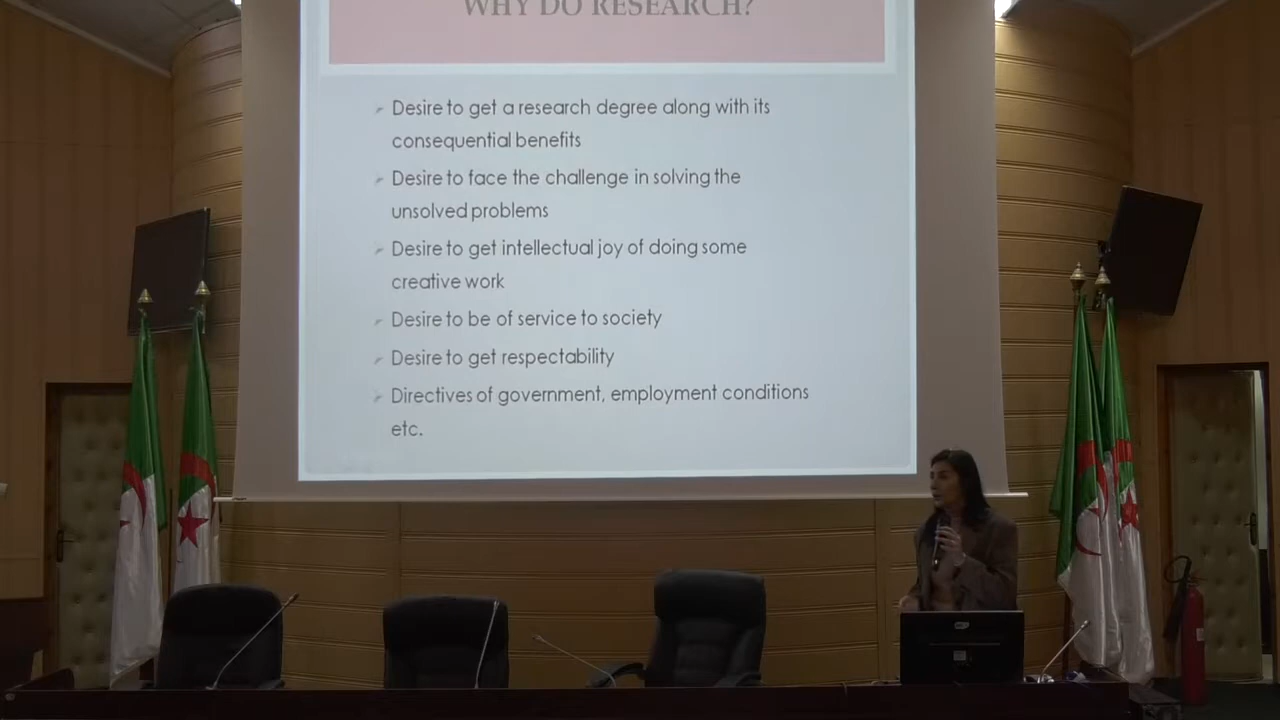 WHY DO RESEARCH?
Desire to get a research degree along with its
consequential benefits
Desire to face the challenge in solving the
unsolved problems
Desire to get intellectual joy of doing some
creative work
Desire to be of service to society
Desire to get respectability
Directives of government, employment conditions
etc.